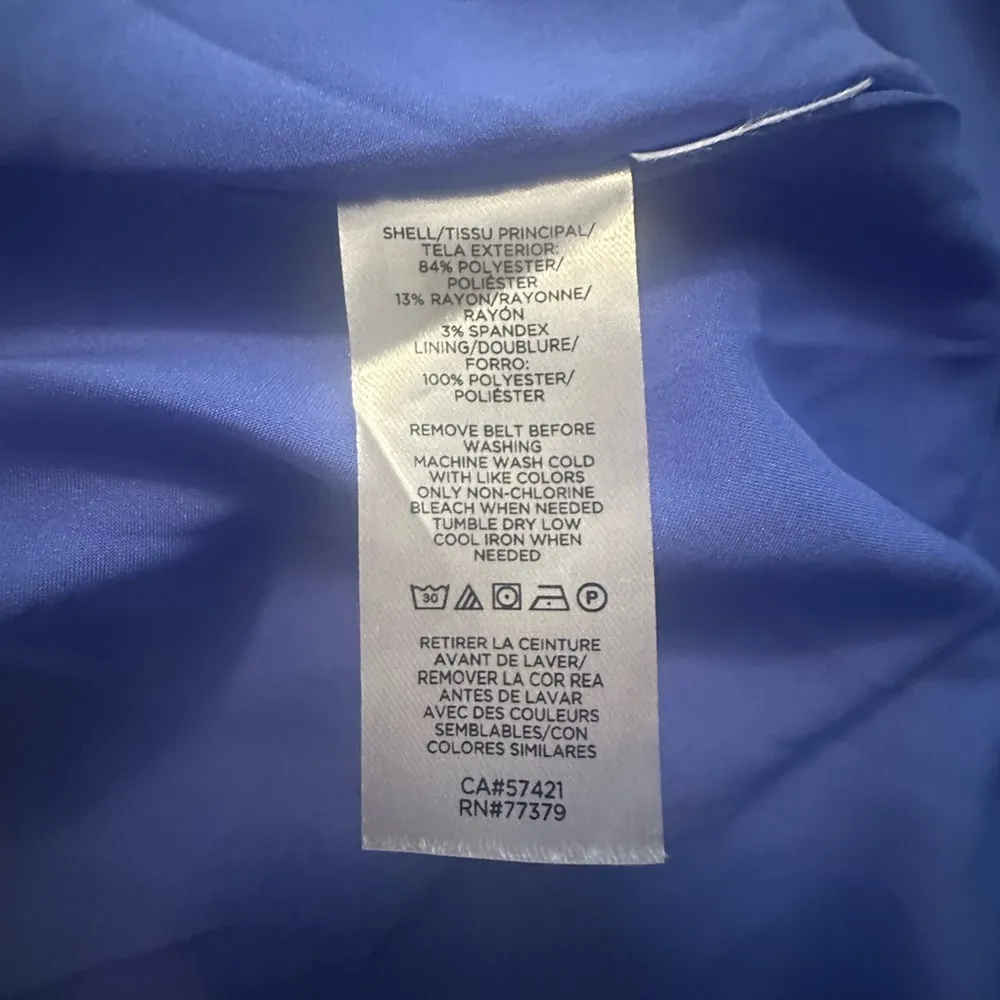 SHELL/TISSU PRINCIPAL/
TELA EXTERIOR:
84% POLYESTER/
POLIÉSTER
13% RAYON/RAYONNE/
RAYÓN
3% SPANDEX
LINING/DOUBLURE/
FORRO:
100% POLYESTER/
POLIÉSTER
REMOVE BELT BEFORE
WASHING
MACHINE WASH COLD
WITH LIKE COLORS
ONLY NON-CHLORINE
BLEACH WHEN NEEDED
TUMBLE DRY LOW
COOL IRON WHEN
NEEDED
30 P
RETIRER LA CEINTURE
AVANT DE LAVER/
REMOVER LA COR REA
ANTES DE LAVAR
AVEC DES COULEURS
SEMBLABLES/CON
COLORES SIMILARES
CA#57421
RN#77379